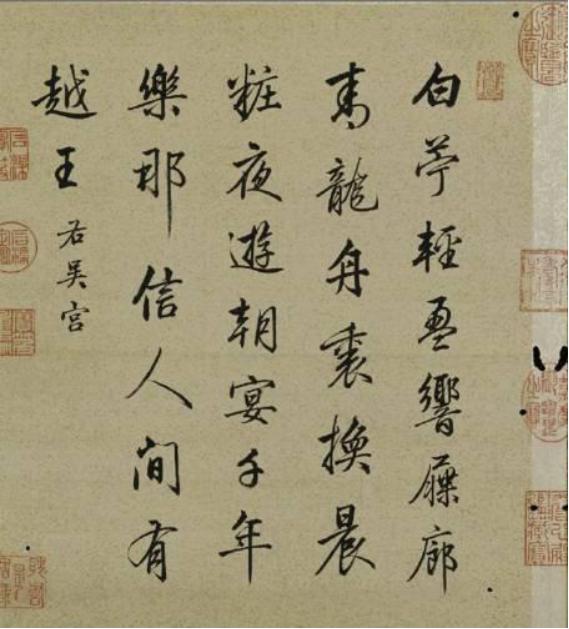 白苧輕盈響屧廊
青龍舟裏換晨
粧夜遊朝宴千年
樂那信人間有
越王 右吳宮